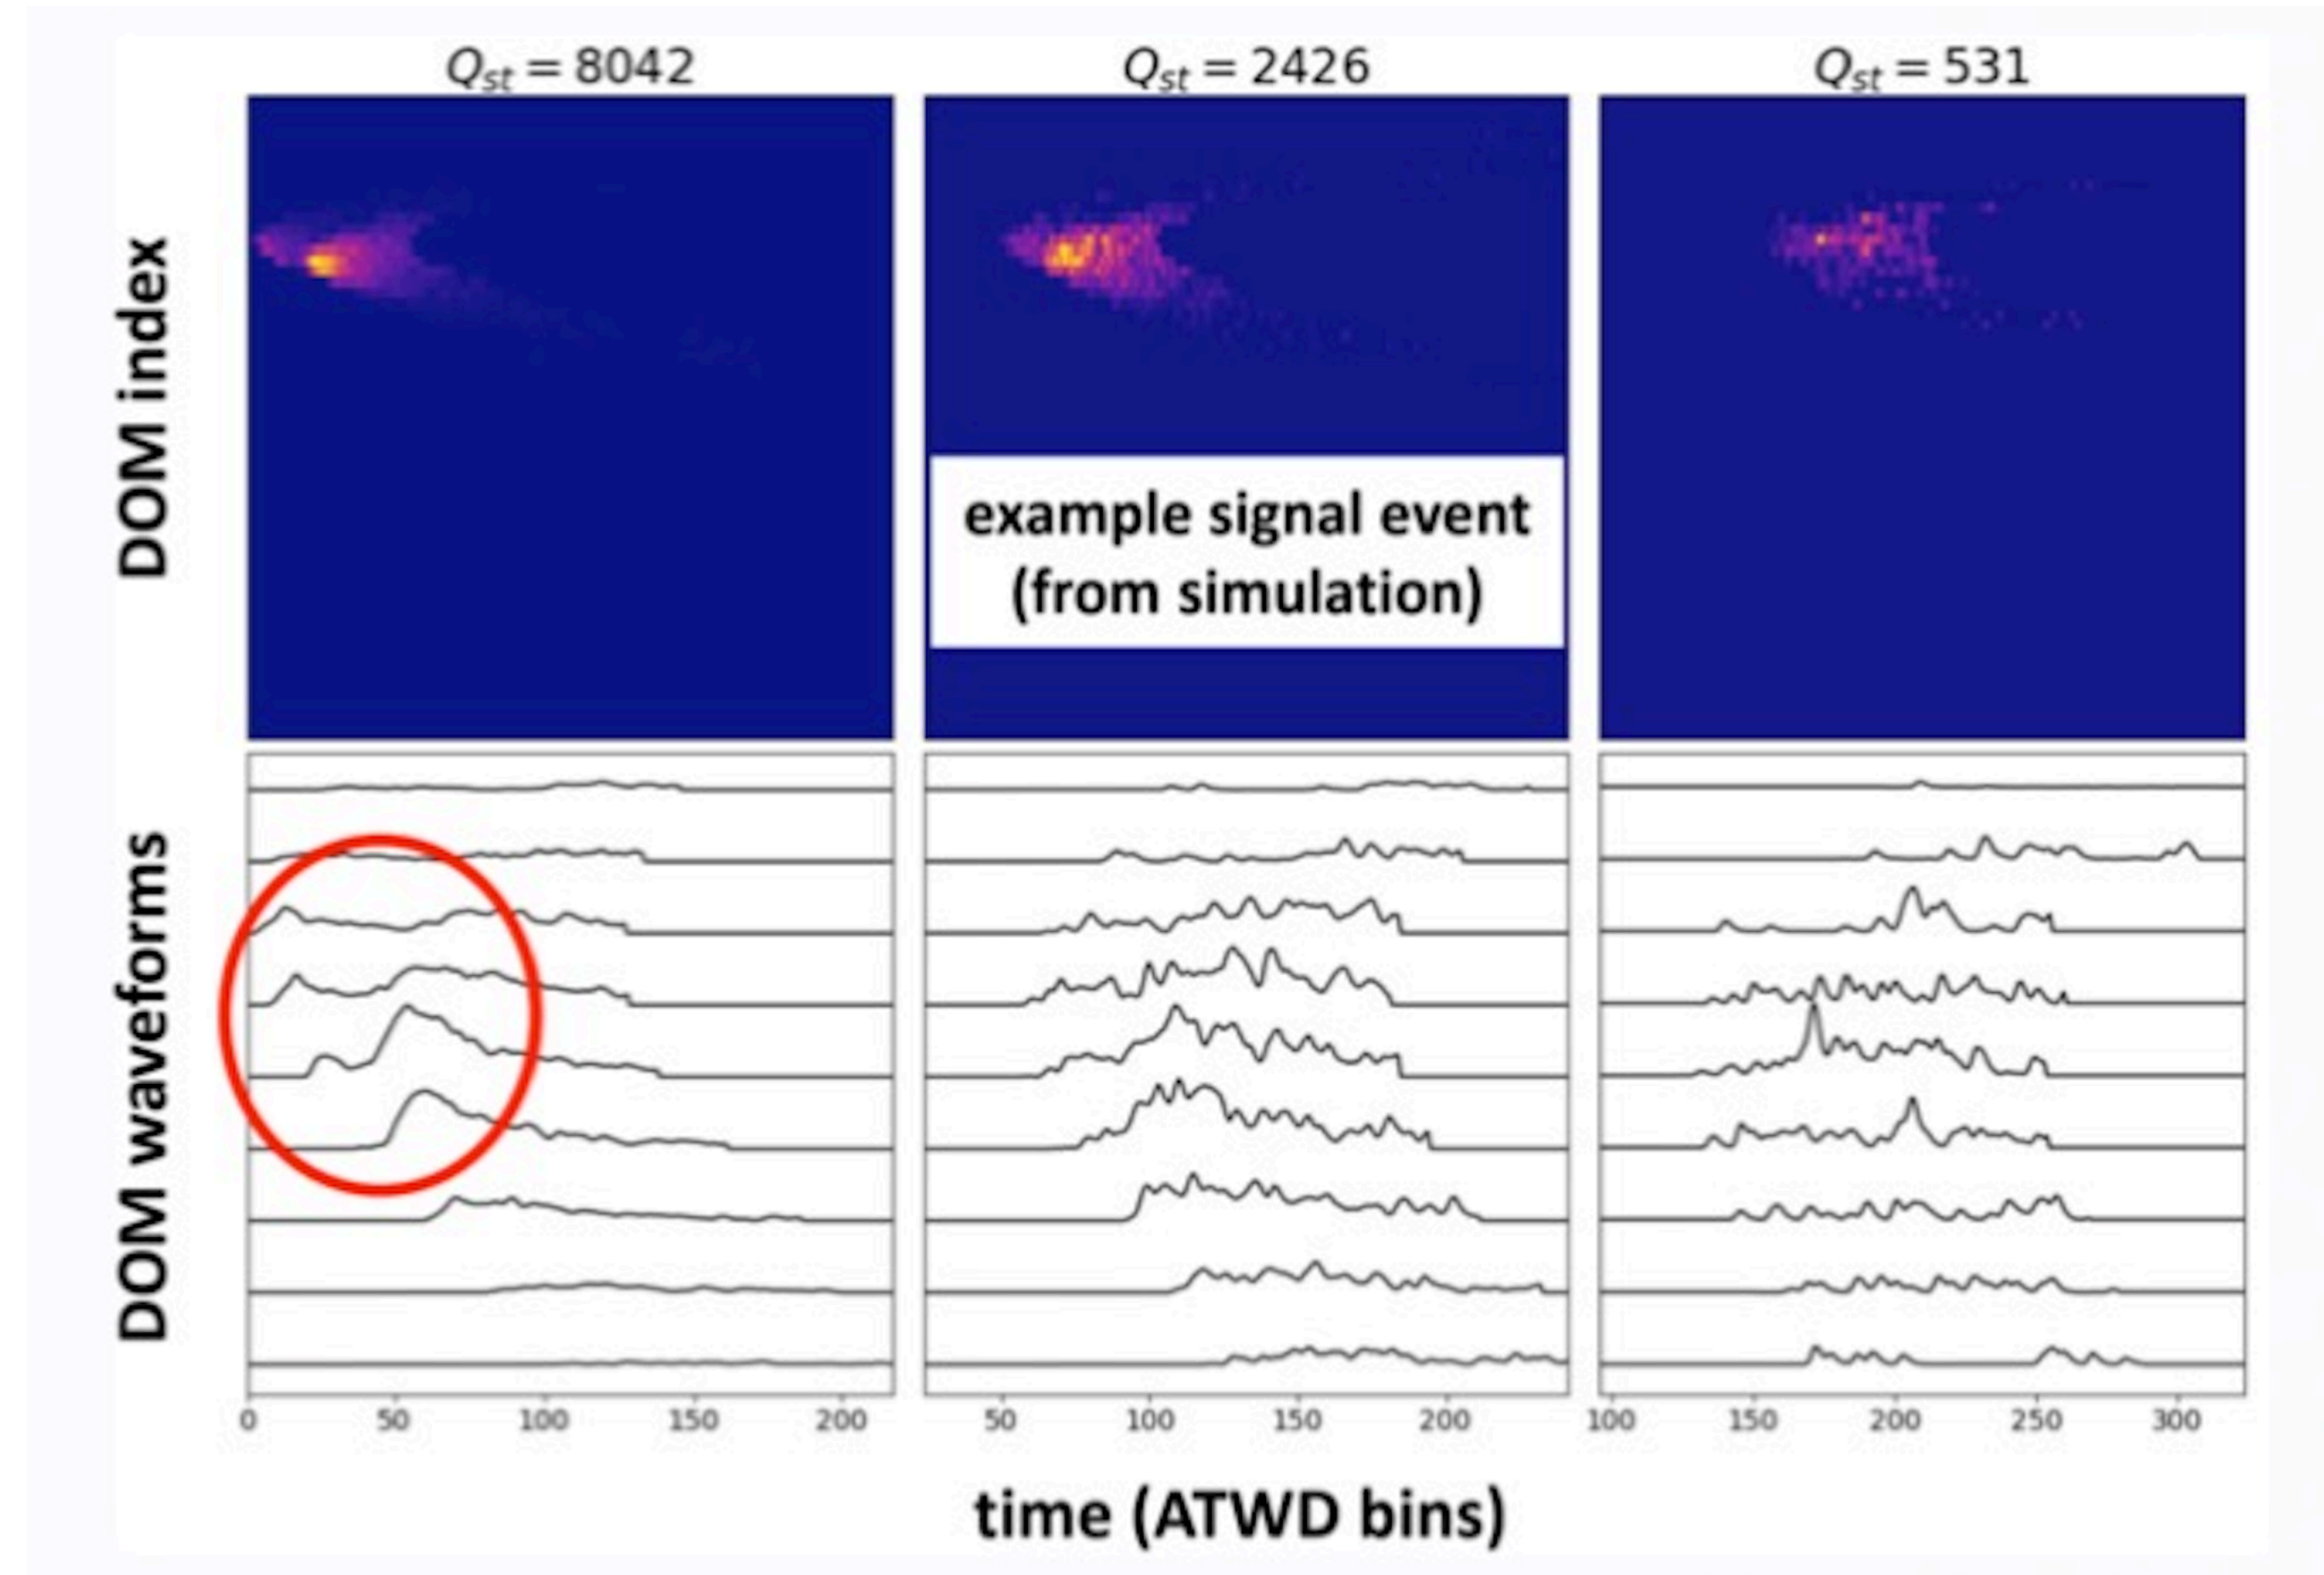 Q_st = 8042
Q_st = 2426
Q_st = 531
DOM index
example signal event
(from simulation)
DOM waveforms
0 50 100 150 200
50 100 150 200
100 150 200 250 300
time (ATWD bins)